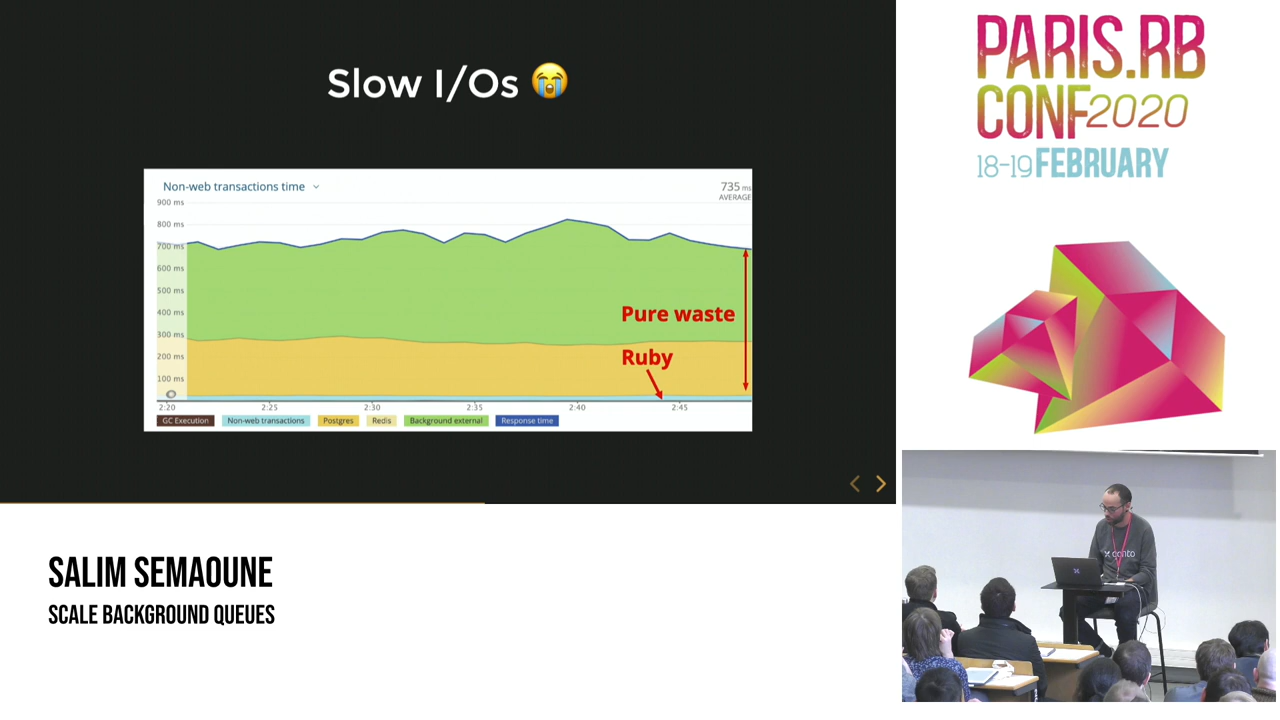 Slow I/Os
Non-web transactions time
735 ms
AVERAGE
900 ms
800 ms
700 ms
600 ms
500 ms
400 ms
300 ms
200 ms
100 ms
Pure waste
Ruby
2:20 2:25 2:30 2:35 2:40 2:45
GC Execution Non-web transactions Postgres Redis Background external Response time
PARIS.RB
CONF2020
18-19 FEBRUARY
SALIM SEMAOUNE
SCALE BACKGROUND QUEUES